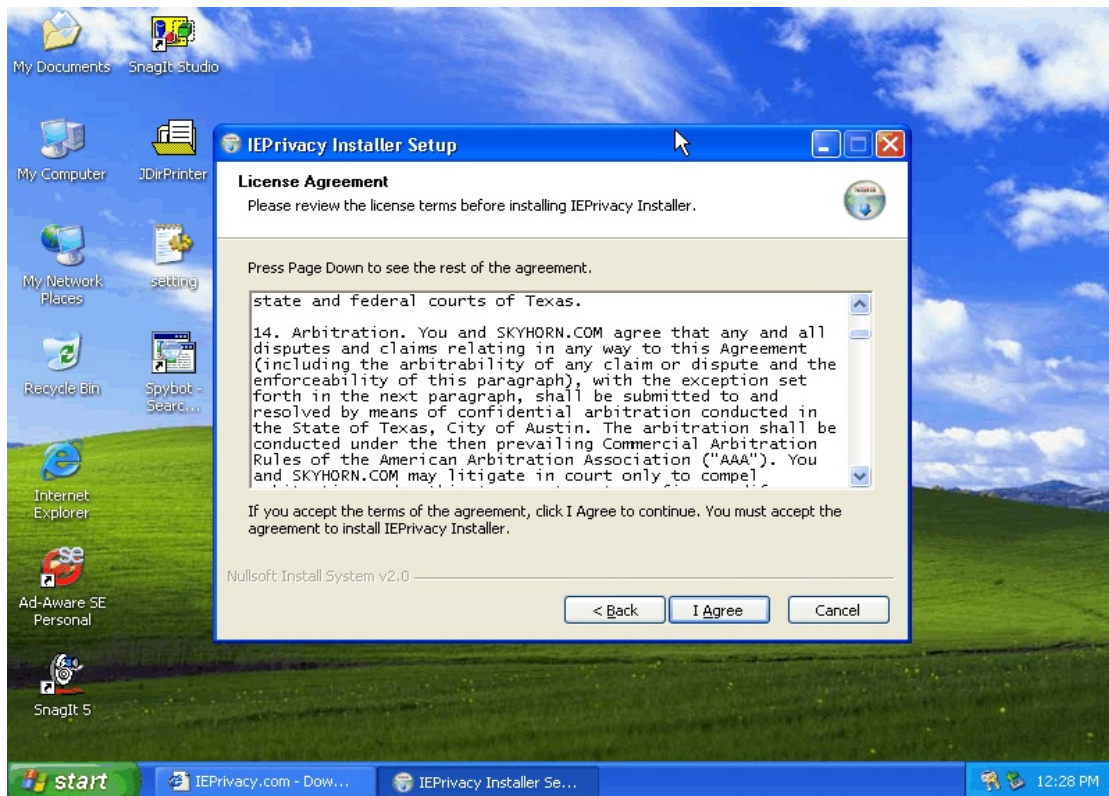 My Documents
SnagIt Studio
My Computer
JDirPrinter
My Network
Places
setting
Recycle Bin
Spybot -
Searc...
Internet
Explorer
Ad-Aware SE
Personal
SnagIt 5
IEPrivacy Installer Setup
License Agreement
Please review the license terms before installing IEPrivacy Installer.
Press Page Down to see the rest of the agreement.
state and federal courts of Texas.
14. Arbitration. You and SKYHORN.COM agree that any and all
disputes and claims relating in any way to this Agreement
(including the arbitrability of any claim or dispute and the
enforceability of this paragraph), with the exception set
forth in the next paragraph, shall be submitted to and
resolved by means of confidential arbitration conducted in
the State of Texas, City of Austin. The arbitration shall be
conducted under the then prevailing Commercial Arbitration
Rules of the American Arbitration Association ("AAA"). You
and SKYHORN.COM may litigate in court only to compel
If you accept the terms of the agreement, click I Agree to continue. You must accept the
agreement to install IEPrivacy Installer.
Nullsoft Install System v2.0
< Back
I Agree
Cancel
start
IEPrivacy.com - Dow...
IEPrivacy Installer Se...
12:28 PM